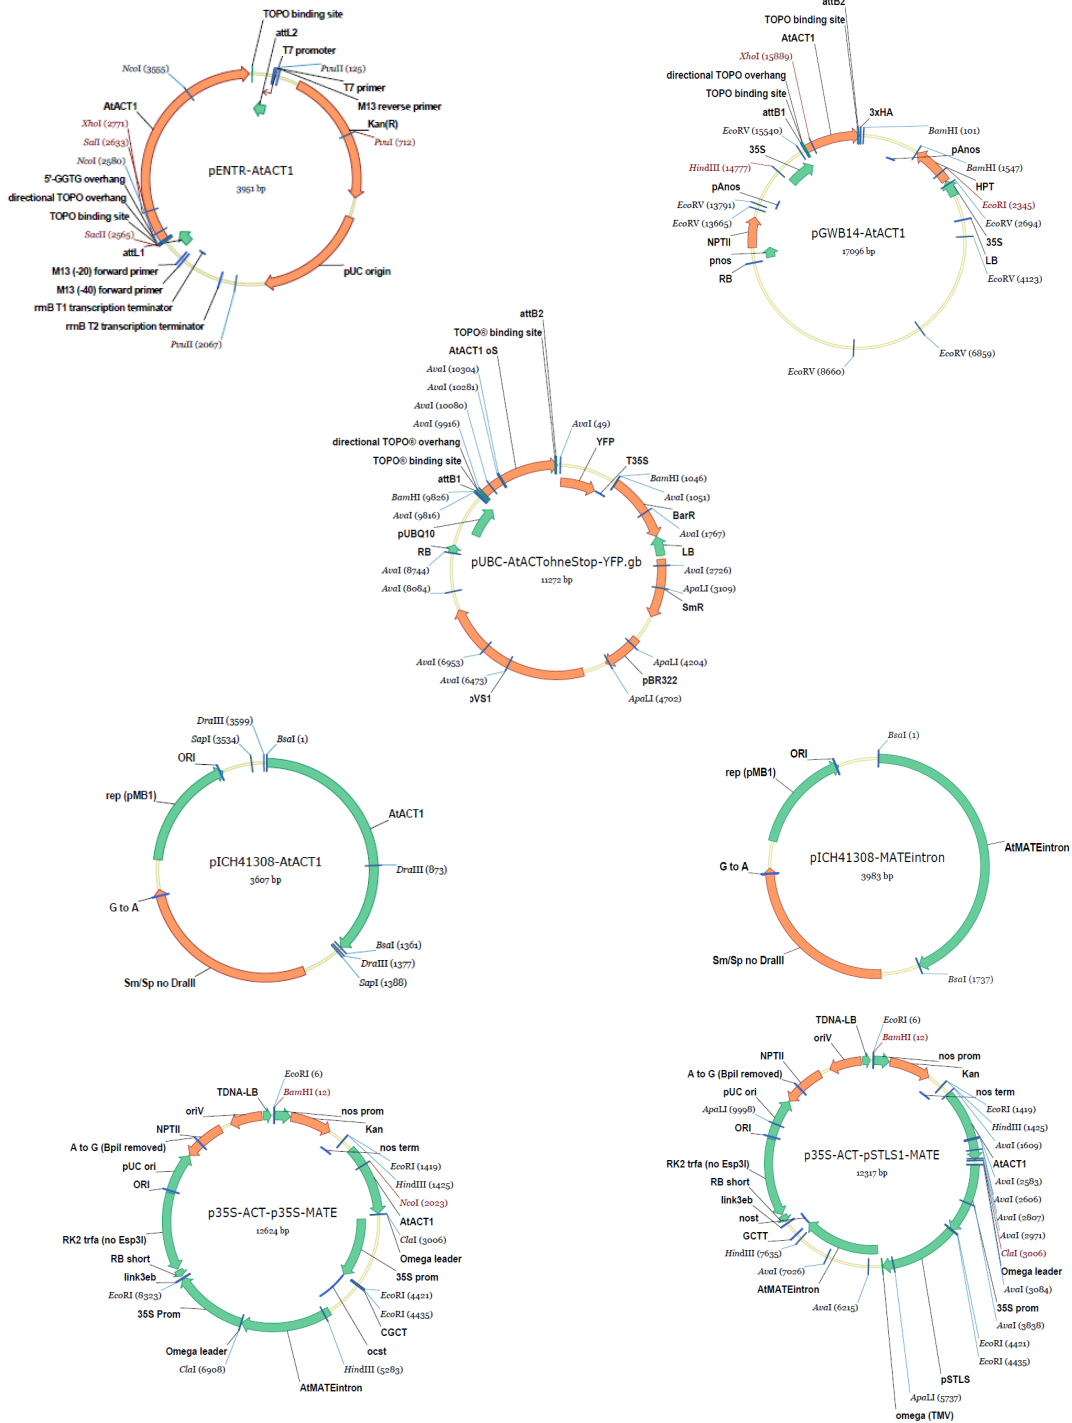 TOPO binding site
attL2
T7 promoter
PvuII (125)
T7 primer
M13 reverse primer
Kan(R)
PvuI (712)
NcoI (3555)
AtACT1
XhoI (2771)
SalI (2633)
NcoI (2580)
5'-GGTG overhang
directional TOPO overhang
TOPO binding site
SacII (2565)
attL1
M13 (-20) forward primer
M13 (-40) forward primer
rrnB T1 transcription terminator
rrnB T2 transcription terminator
PvuII (2067)
pUC origin
pENTR-AtACT1
3951 bp
attB2
TOPO binding site
AtACT1
XhoI (15889)
directional TOPO overhang
TOPO binding site
attB1
EcoRV (15540)
35S
HindIII (14777)
pAnos
EcoRV (13791)
EcoRV (13665)
NPTII
pnos
RB
3xHA
BamHI (101)
pAnos
BamHI (1547)
HPT
EcoRI (2345)
EcoRV (2694)
35S
LB
EcoRV (4123)
EcoRV (6859)
EcoRV (8660)
pGWB14-AtACT1
17096 bp
attB2
TOPO® binding site
AtACT1 oS
AvaI (10304)
AvaI (10281)
AvaI (10080)
AvaI (9916)
directional TOPO® overhang
TOPO® binding site
attB1
BamHI (9826)
AvaI (9816)
pUBQ10
RB
AvaI (8744)
AvaI (8084)
AvaI (6953)
AvaI (6473)
pVS1
AvaI (49)
YFP
T35S
BamHI (1046)
AvaI (1051)
BarR
AvaI (1767)
LB
AvaI (2726)
ApaLI (3109)
SmR
ApaLI (4204)
pBR322
ApaLI (4702)
pUBC-AtACTohneStop-YFP.gb
11272 bp
DraIII (3599)
SapI (3534)
BsaI (1)
ORI
rep (pMB1)
AtACT1
DraIII (873)
G to A
BsaI (1361)
DraIII (1377)
SapI (1388)
Sm/Sp no DraIII
pICH41308-AtACT1
3607 bp
BsaI (1)
ORI
rep (pMB1)
AtMATEintron
G to A
Sm/Sp no DraIII
BsaI (1737)
pICH41308-MATEintron
3983 bp
EcoRI (6)
BamHI (12)
TDNA-LB
oriV
NPTII
A to G (BpiI removed)
pUC ori
ORI
RK2 trfa (no Esp3I)
RB short
link3eb
EcoRI (8323)
35S Prom
Omega leader
ClaI (6908)
AtMATEintron
nos prom
Kan
nos term
EcoRI (1419)
HindIII (1425)
NcoI (2023)
AtACT1
ClaI (3006)
Omega leader
35S prom
EcoRI (4421)
EcoRI (4435)
CGCT
ocst
HindIII (5283)
p35S-ACT-p35S-MATE
12624 bp
EcoRI (6)
BamHI (12)
TDNA-LB
oriV
NPTII
A to G (BpiI removed)
pUC ori
ApaLI (9998)
ORI
RK2 trfa (no Esp3I)
RB short
link3eb
nost
GCTT
HindIII (7635)
AvaI (7026)
AtMATEintron
AvaI (6215)
nos prom
Kan
nos term
EcoRI (1419)
HindIII (1425)
AvaI (1609)
AtACT1
AvaI (2583)
AvaI (2606)
AvaI (2807)
AvaI (2971)
ClaI (3006)
Omega leader
AvaI (3084)
35S prom
AvaI (3838)
EcoRI (4421)
EcoRI (4435)
pSTLS
ApaLI (5737)
omega (TMV)
p35S-ACT-pSTLS1-MATE
12317 bp